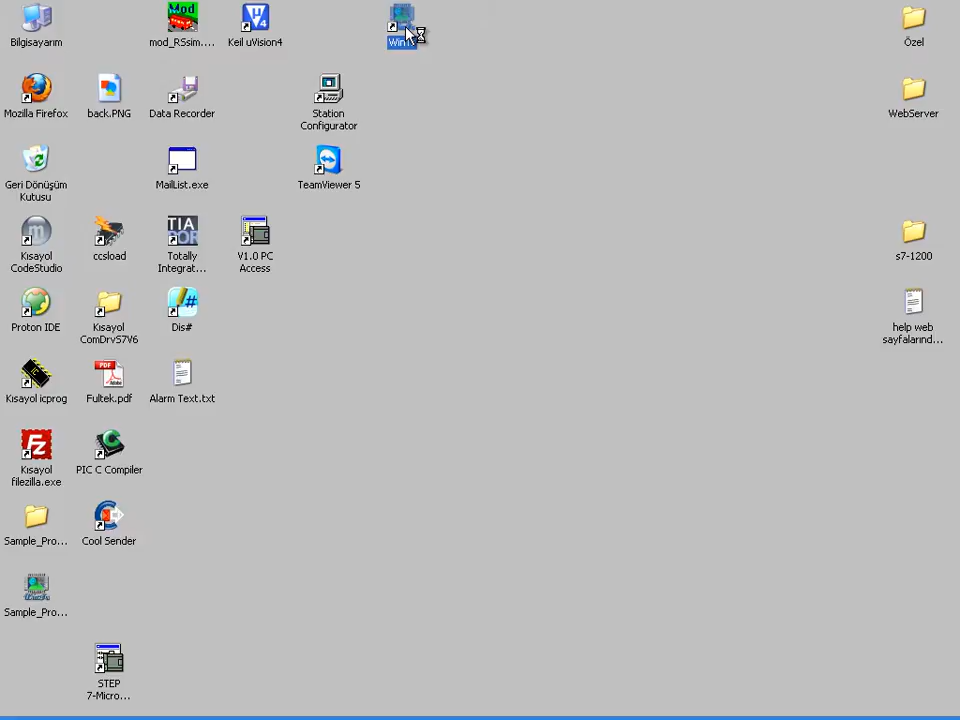 Bilgisayarım
mod_RSsim....
Keil uVision4
Özel
Mozilla Firefox
back.PNG
Data Recorder
Station
Configurator
WebServer
Geri Dönüşüm
Kutusu
MailList.exe
TeamViewer 5
Kısayol
CodeStudio
ccsload
TIA
Totally
Integrat...
V1.0 PC
Access
s7-1200
Proton IDE
Kısayol
ComDrvS7V6
Dis#
help web
sayfalarınd...
Kısayol icprog
Fultek.pdf
Alarm Text.txt
Kısayol
filezilla.exe
PIC C Compiler
Sample_Pro...
Cool Sender
Sample_Pro...
STEP
7-Micro...